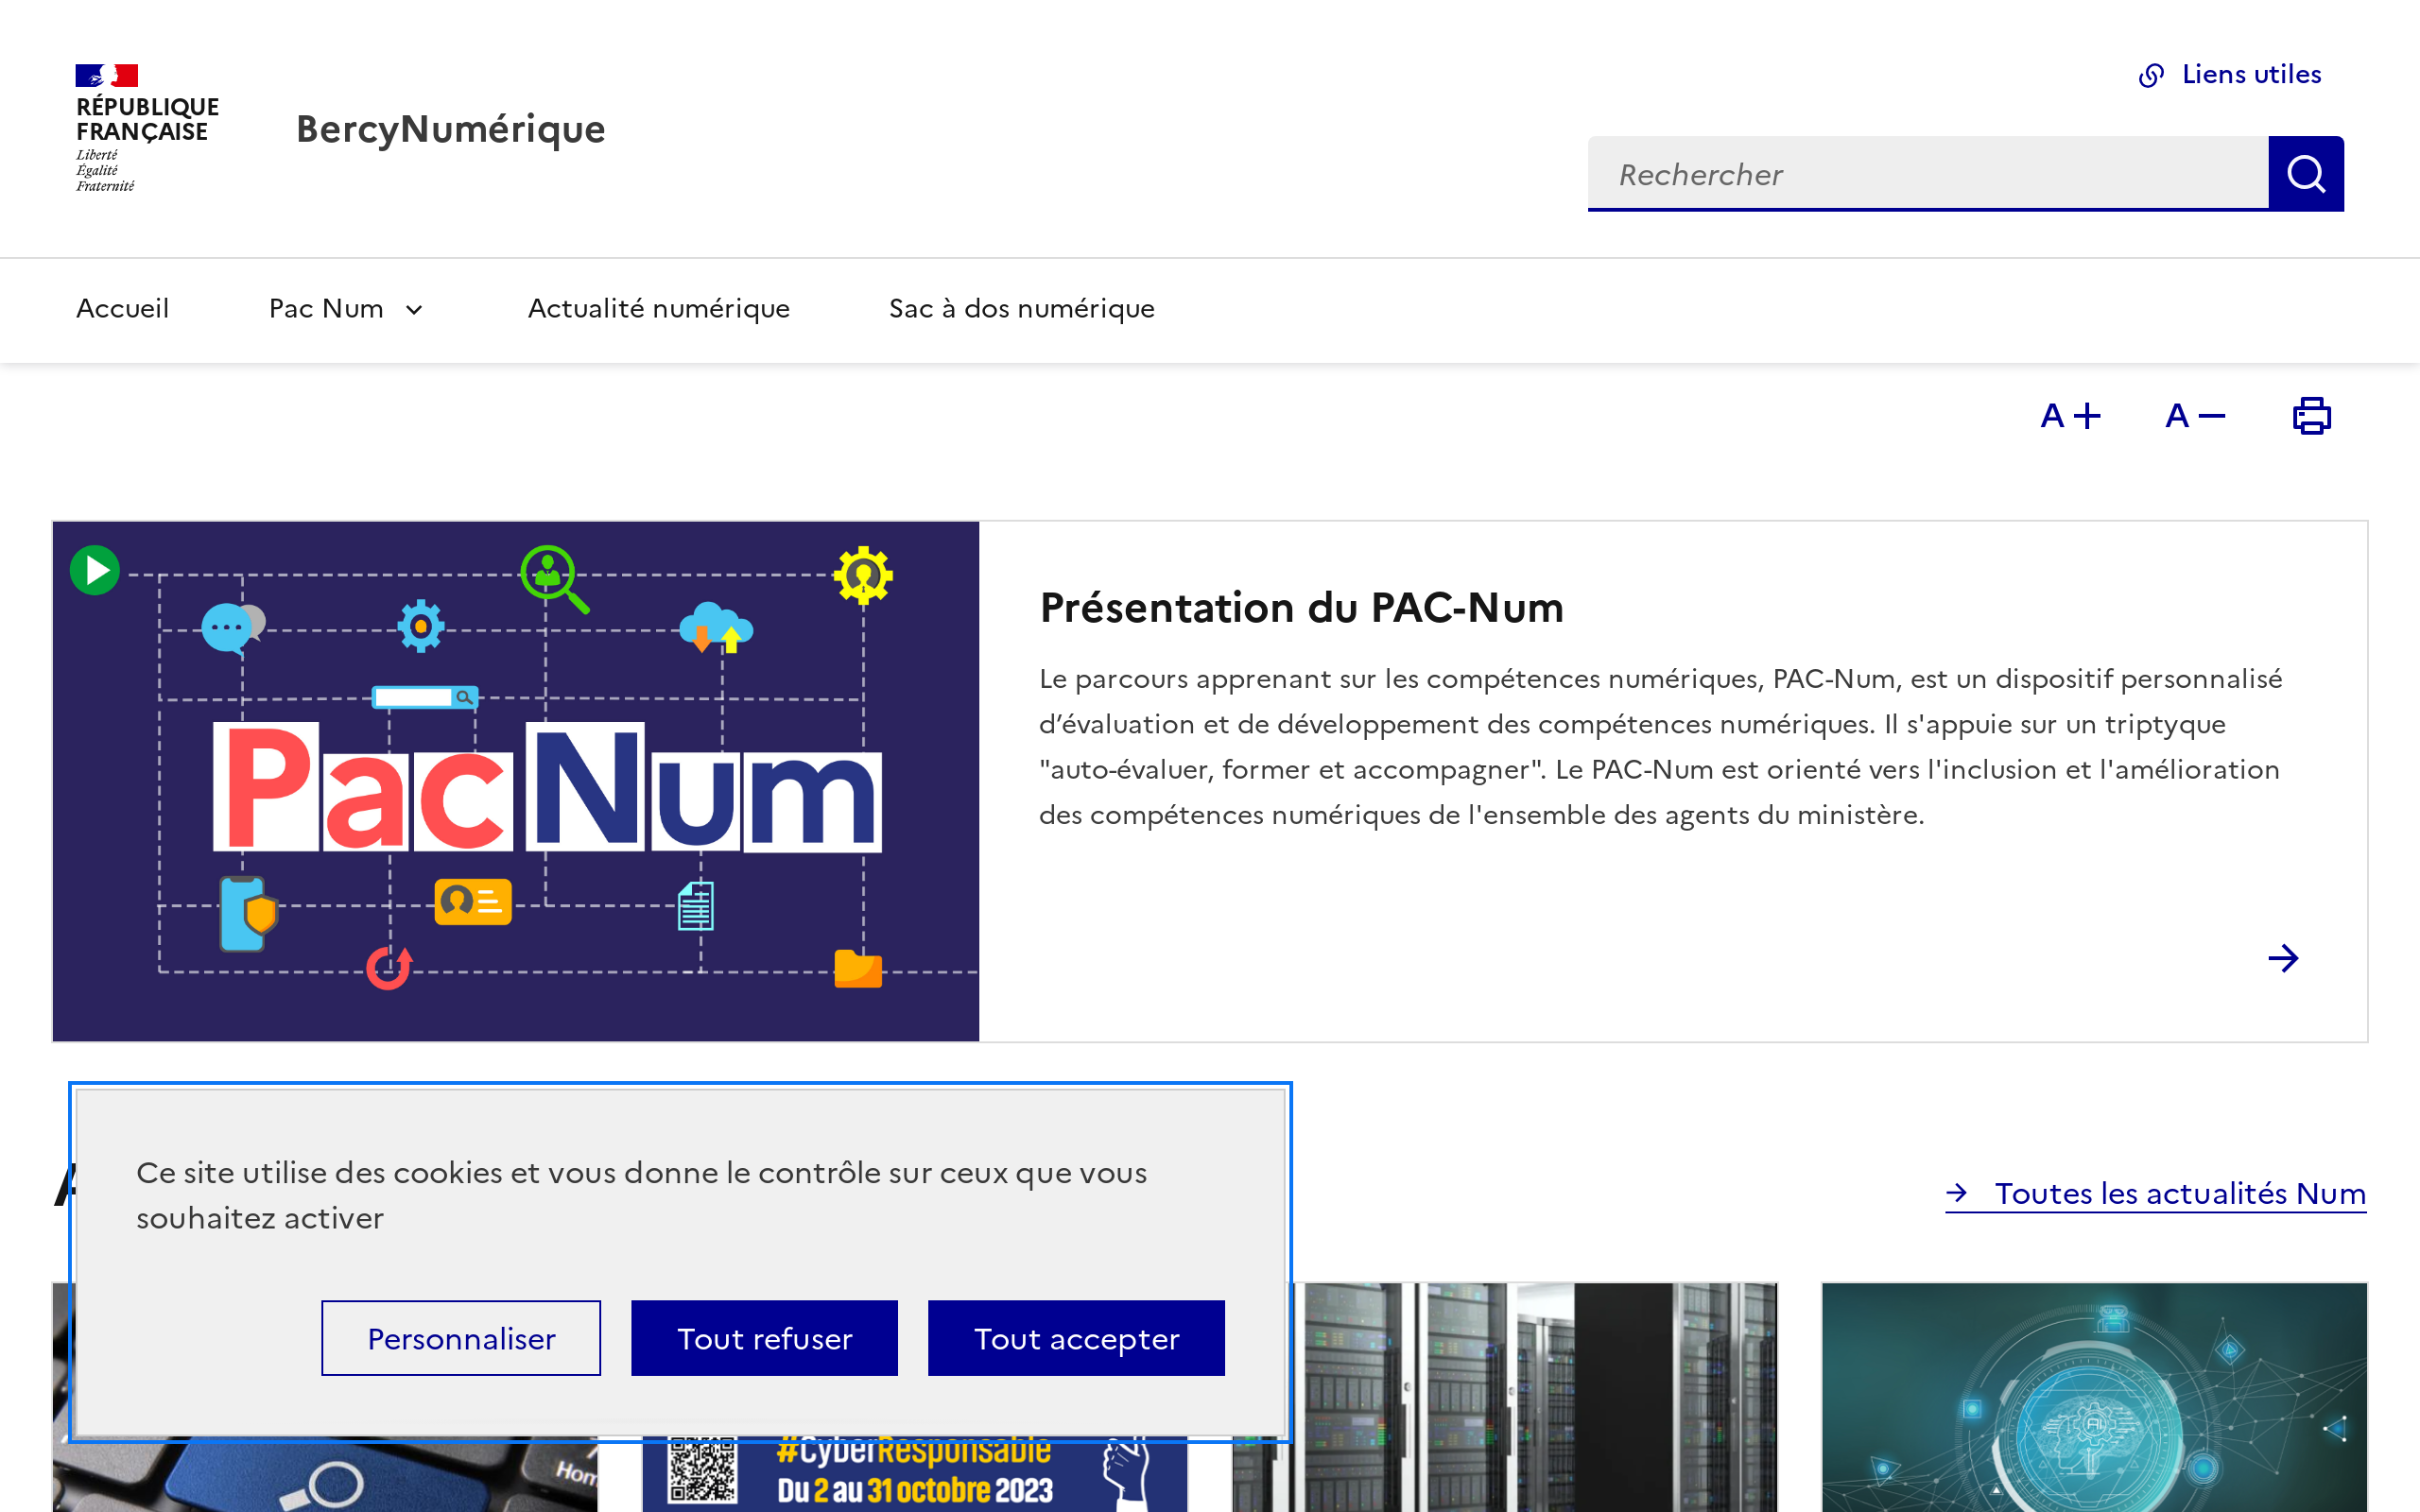 Liens utiles
RÉPUBLIQUE
FRANÇAISE
Liberté
Égalité
Fraternité
BercyNumérique
Rechercher
Accueil
Pac Num
Actualité numérique
Sac à dos numérique
A+
A−
Pac Num
Présentation du PAC-Num
Le parcours apprenant sur les compétences numériques, PAC-Num, est un dispositif personnalisé
d’évaluation et de développement des compétences numériques. Il s'appuie sur un triptyque
"auto-évaluer, former et accompagner". Le PAC-Num est orienté vers l'inclusion et l'amélioration
des compétences numériques de l'ensemble des agents du ministère.
Ce site utilise des cookies et vous donne le contrôle sur ceux que vous
souhaitez activer
Toutes les actualités Num
Personnaliser
Tout refuser
Tout accepter
#CyberResponsable
Du 2 au 31 octobre 2023
Hom
AI